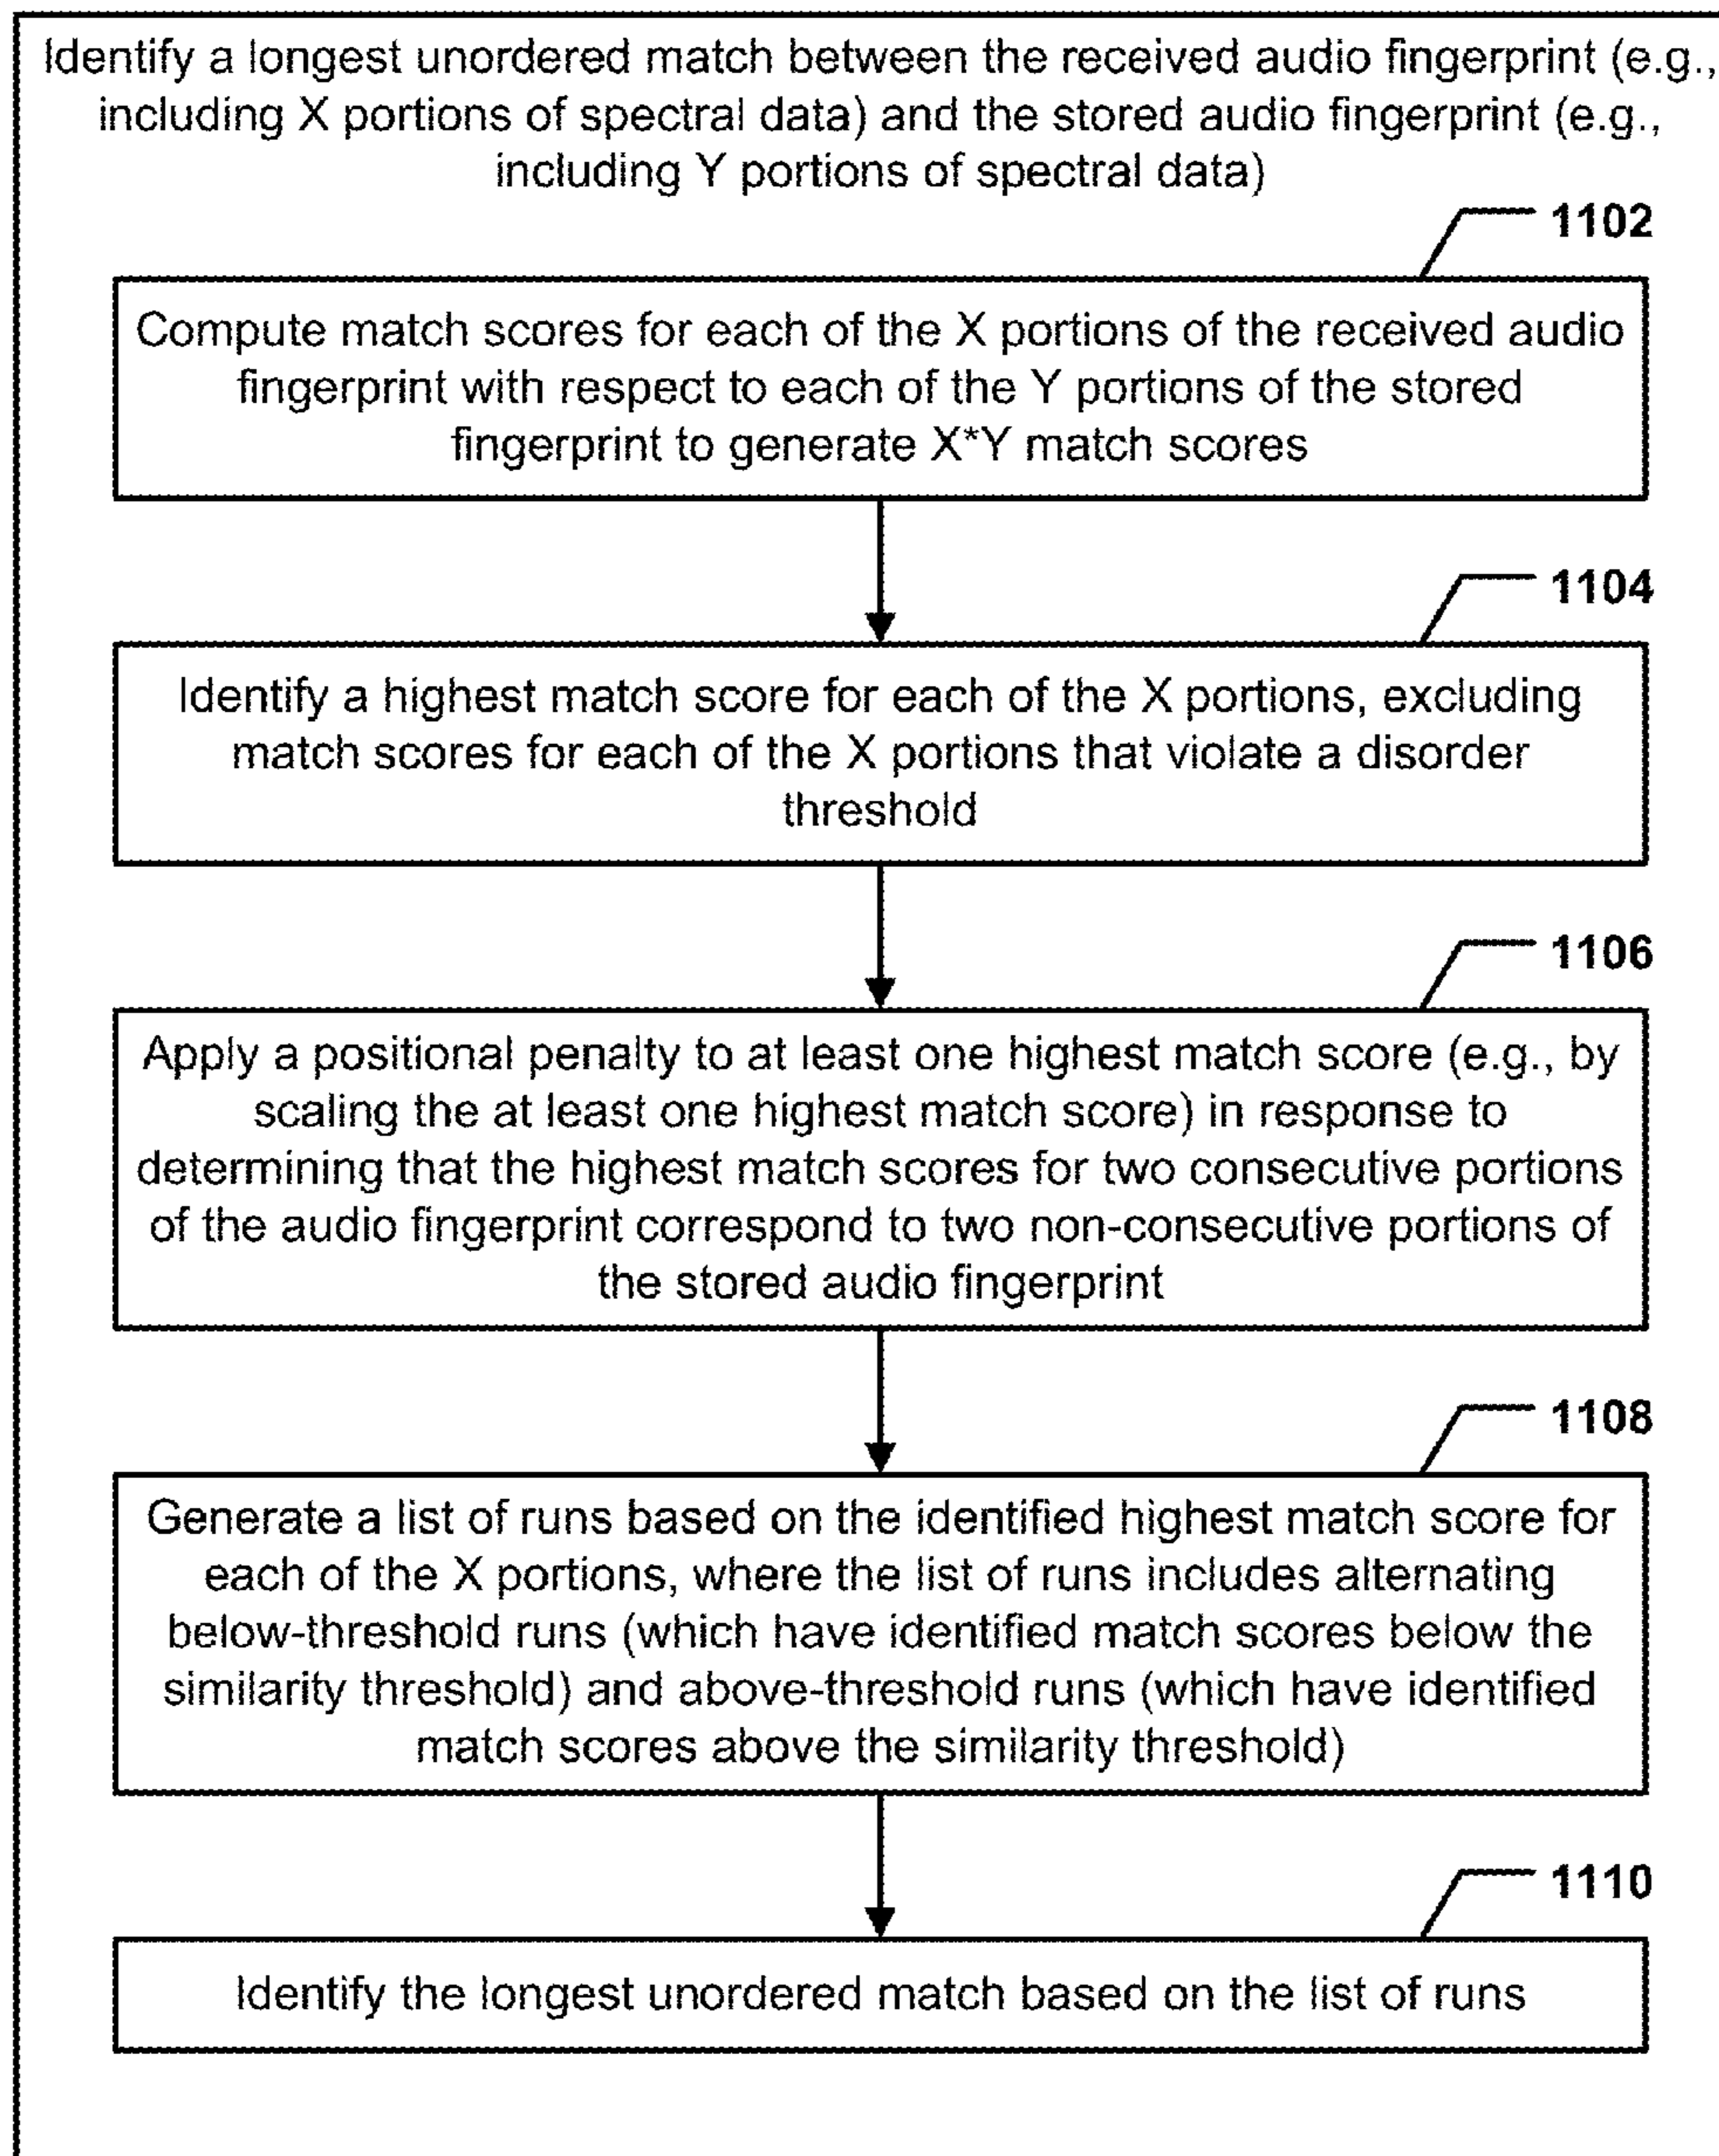 Identify a longest unordered match between the received audio fingerprint (e.g.,
including X portions of spectral data) and the stored audio fingerprint (e.g.,
including Y portions of spectral data)
1102
Compute match scores for each of the X portions of the received audio
fingerprint with respect to each of the Y portions of the stored
fingerprint to generate X*Y match scores
1104
Identify a highest match score for each of the X portions, excluding
match scores for each of the X portions that violate a disorder
threshold
1106
Apply a positional penalty to at least one highest match score (e.g., by
scaling the at least one highest match score) in response to
determining that the highest match scores for two consecutive portions
of the audio fingerprint correspond to two non-consecutive portions of
the stored audio fingerprint
1108
Generate a list of runs based on the identified highest match score for
each of the X portions, where the list of runs includes alternating
below-threshold runs (which have identified match scores below the
similarity threshold) and above-threshold runs (which have identified
match scores above the similarity threshold)
1110
Identify the longest unordered match based on the list of runs